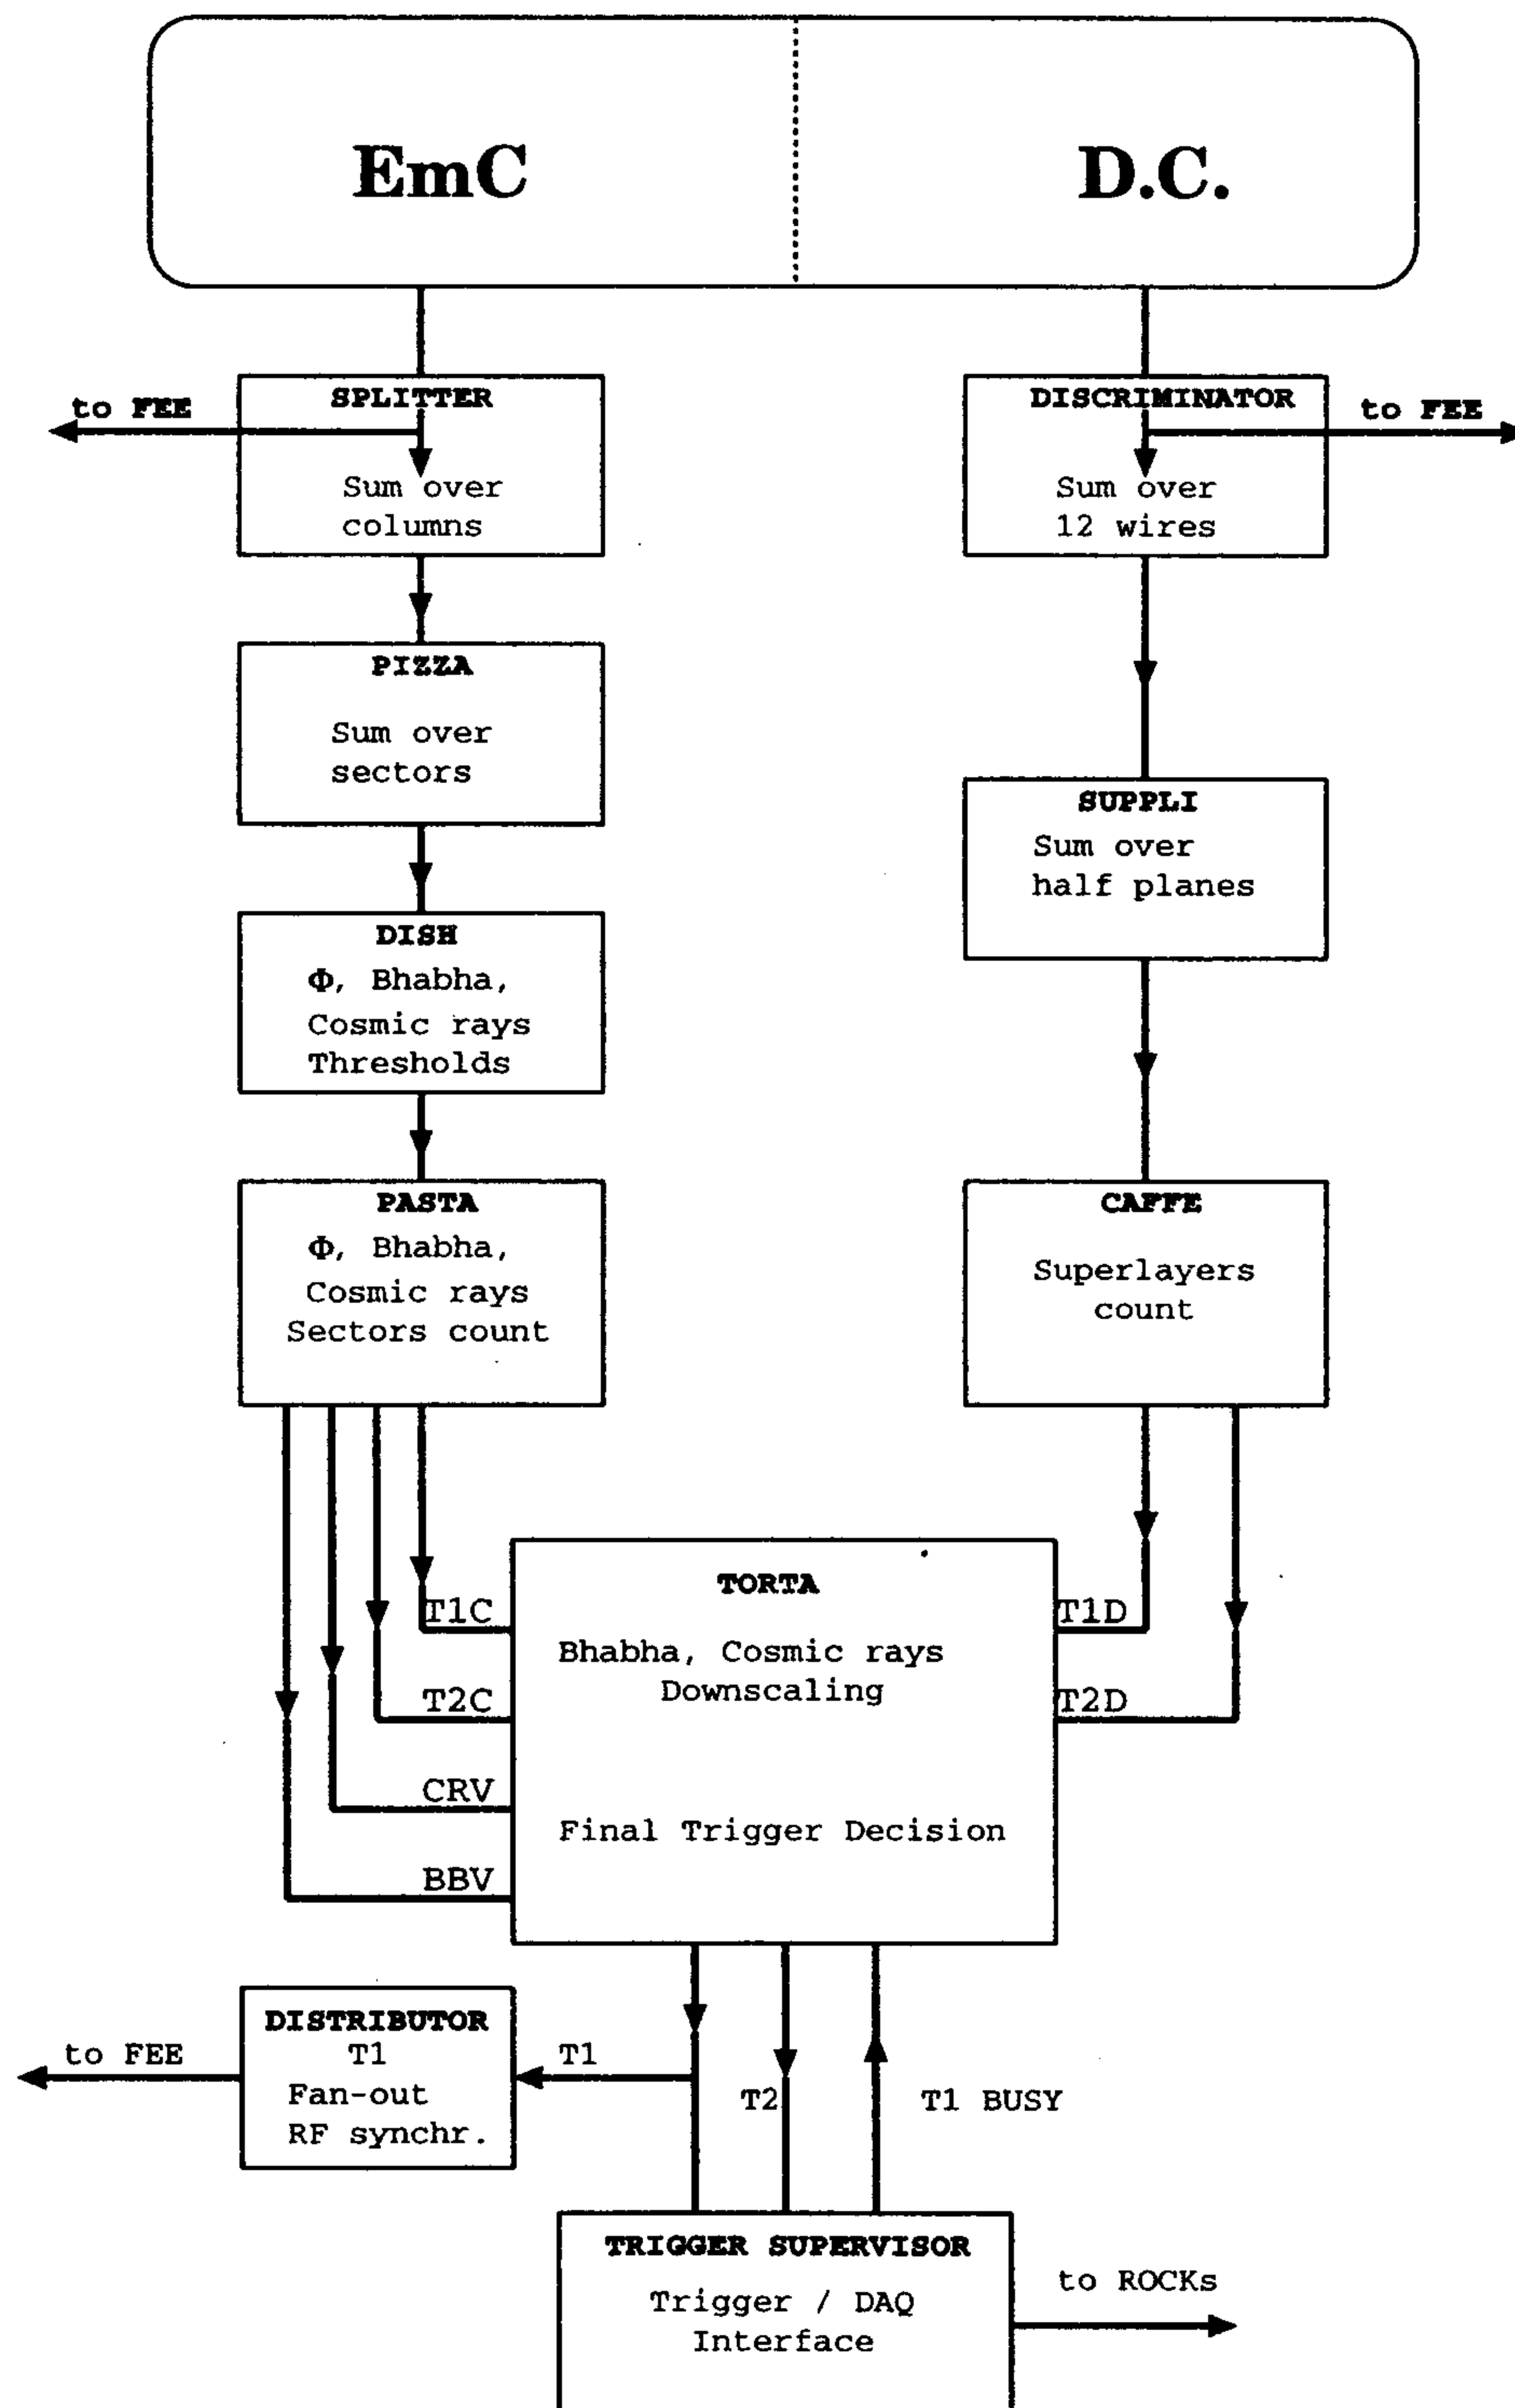 EmC
D.C.
to FEE
SPLITTER
Sum over
columns
DISCRIMINATOR
to FEE
Sum over
12 wires
PIZZA
Sum over
sectors
SUPPLI
Sum over
half planes
DISH
Φ, Bhabha,
Cosmic rays
Thresholds
PASTA
Φ, Bhabha,
Cosmic rays
Sectors count
CAFFE
Superlayers
count
TORTA
Bhabha, Cosmic rays
Downscaling
Final Trigger Decision
T1C
T2C
CRV
BBV
T1D
T2D
DISTRIBUTOR
T1
Fan-out
RF synchr.
to FEE
T1
T2
T1 BUSY
TRIGGER SUPERVISOR
Trigger / DAQ
Interface
to ROCKs